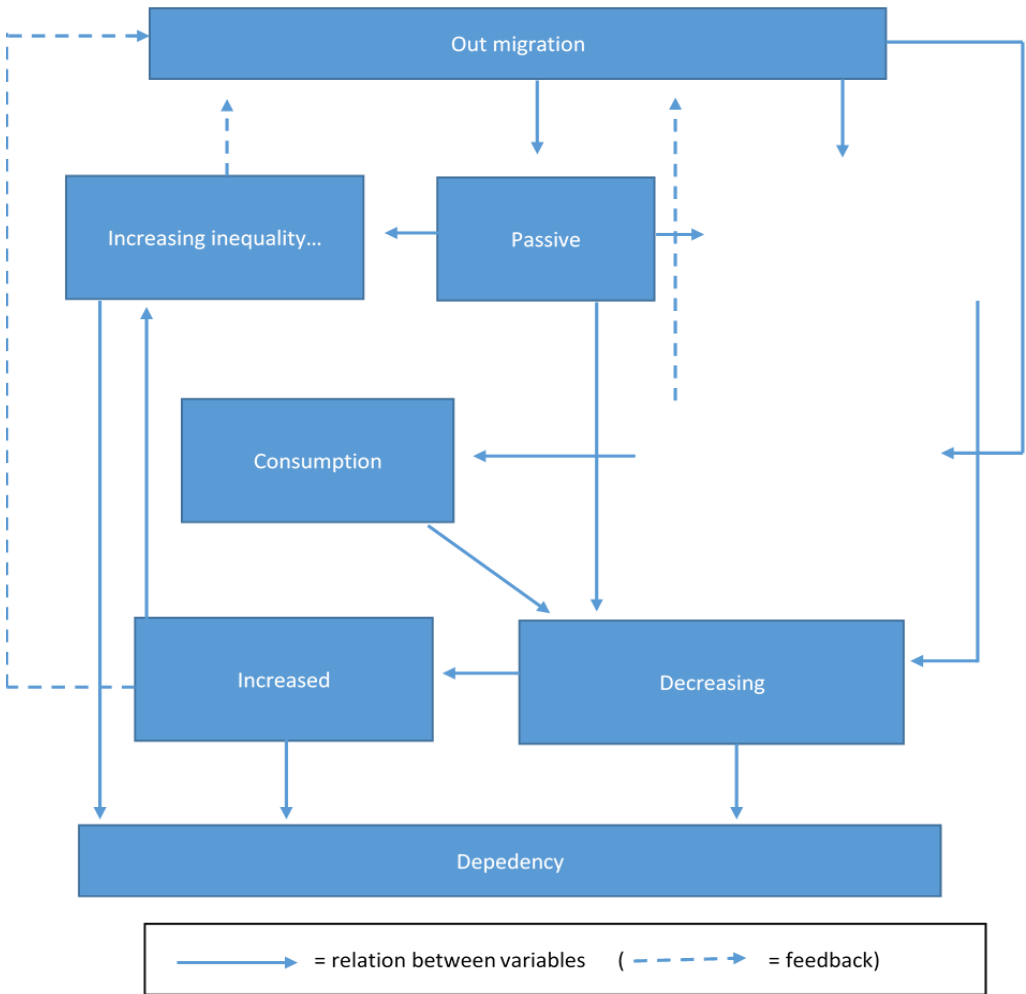 Out migration
Increasing inequality...
Passive
Consumption
Increased
Decreasing
Depedency
= relation between variables ( = feedback)